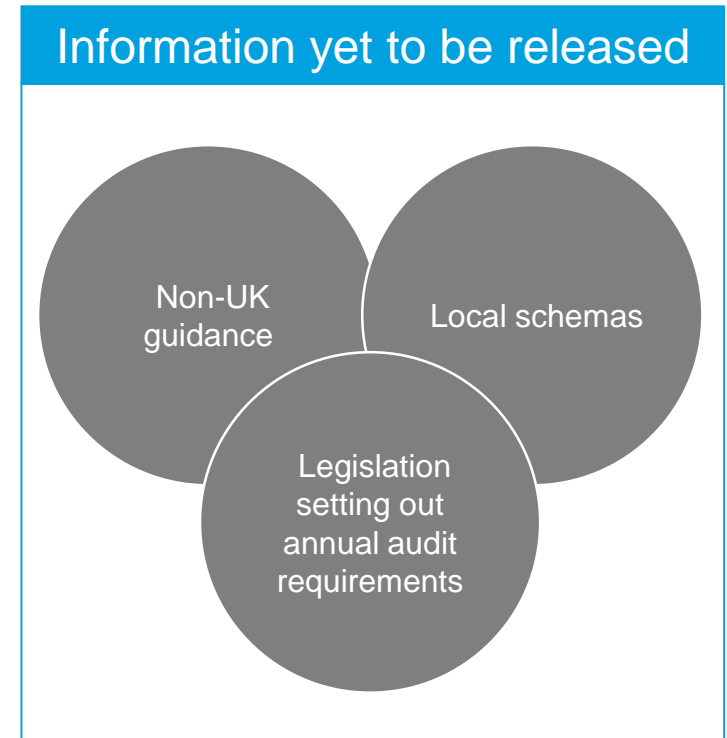 Information yet to be released
Non-UK
guidance
Local schemas
Legislation
setting out
annual audit
requirements